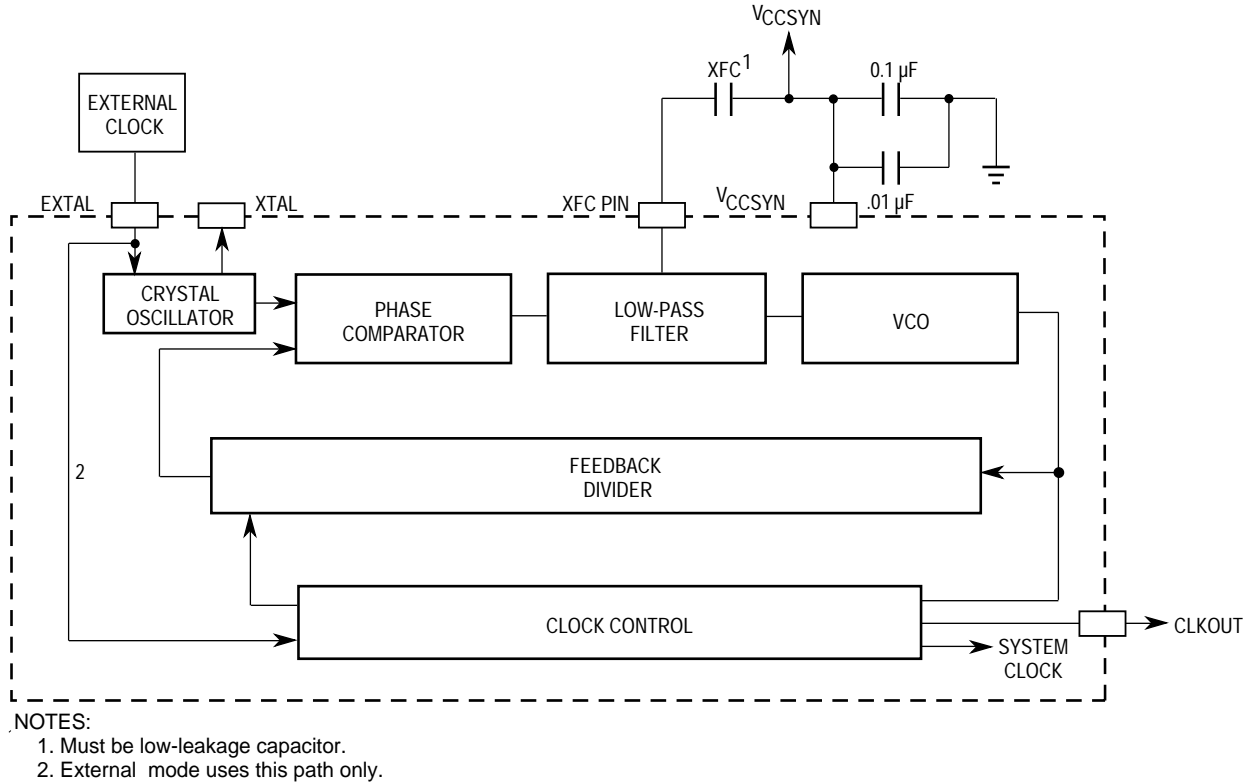 VCCSYN
XFC1
0.1 µF
EXTERNAL
CLOCK
.01 µF
EXTAL
XTAL
XFC PIN
VCCSYN
CRYSTAL
OSCILLATOR
PHASE
COMPARATOR
LOW-PASS
FILTER
VCO
2
FEEDBACK
DIVIDER
CLOCK CONTROL
CLKOUT
SYSTEM
CLOCK
NOTES:
1. Must be low-leakage capacitor.
2. External mode uses this path only.